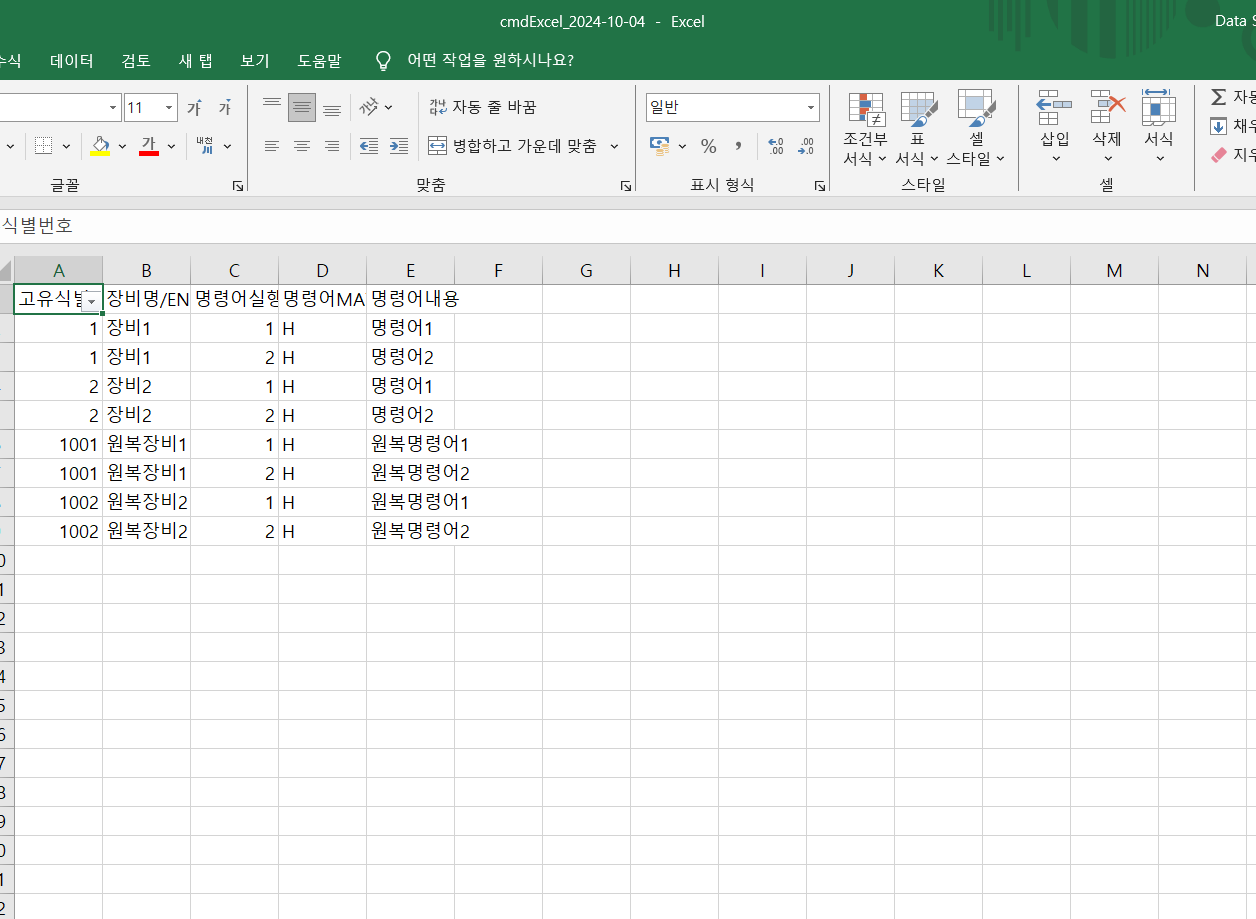 cmdExcel_2024-10-04 - Excel Data
데이터 검토 새 탭 보기 도움말 어떤 작업을 원하시나요?
11 가 가 자동 줄 바꿈 일반
조건부 서식 표 서식 셀 스타일 삽입 삭제 서식
가 내천 병합하고 가운데 맞춤 % , .00 .00
글꼴 맞춤 표시 형식 스타일 셀
식별번호
A B C D E F G H I J K L M N
고유식별 장비명/EN 명령어실행 명령어MA 명령어내용
1 장비1 1 H 명령어1
1 장비1 2 H 명령어2
2 장비2 1 H 명령어1
2 장비2 2 H 명령어2
1001 원복장비1 1 H 원복명령어1
1001 원복장비1 2 H 원복명령어2
1002 원복장비2 1 H 원복명령어1
1002 원복장비2 2 H 원복명령어2